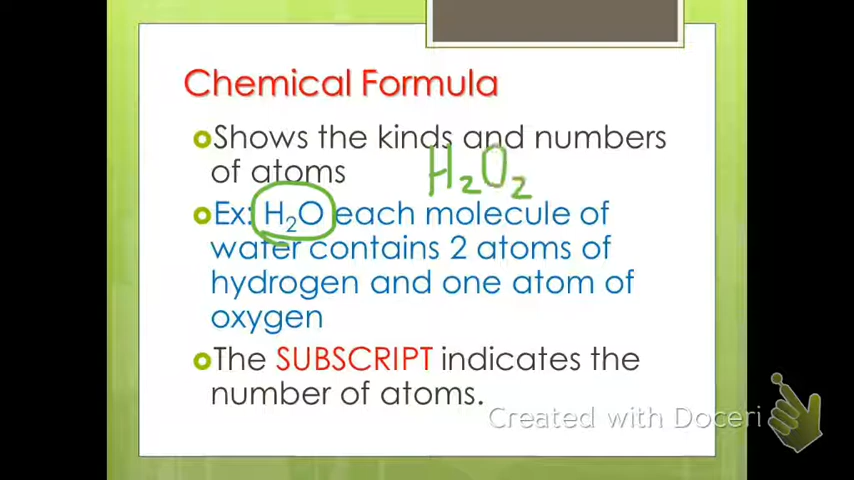 Chemical Formula
Shows the kinds and numbers
of atoms
H₂O₂
Ex: H₂O each molecule of
water contains 2 atoms of
hydrogen and one atom of
oxygen
The SUBSCRIPT indicates the
number of atoms.
Created with Doceri